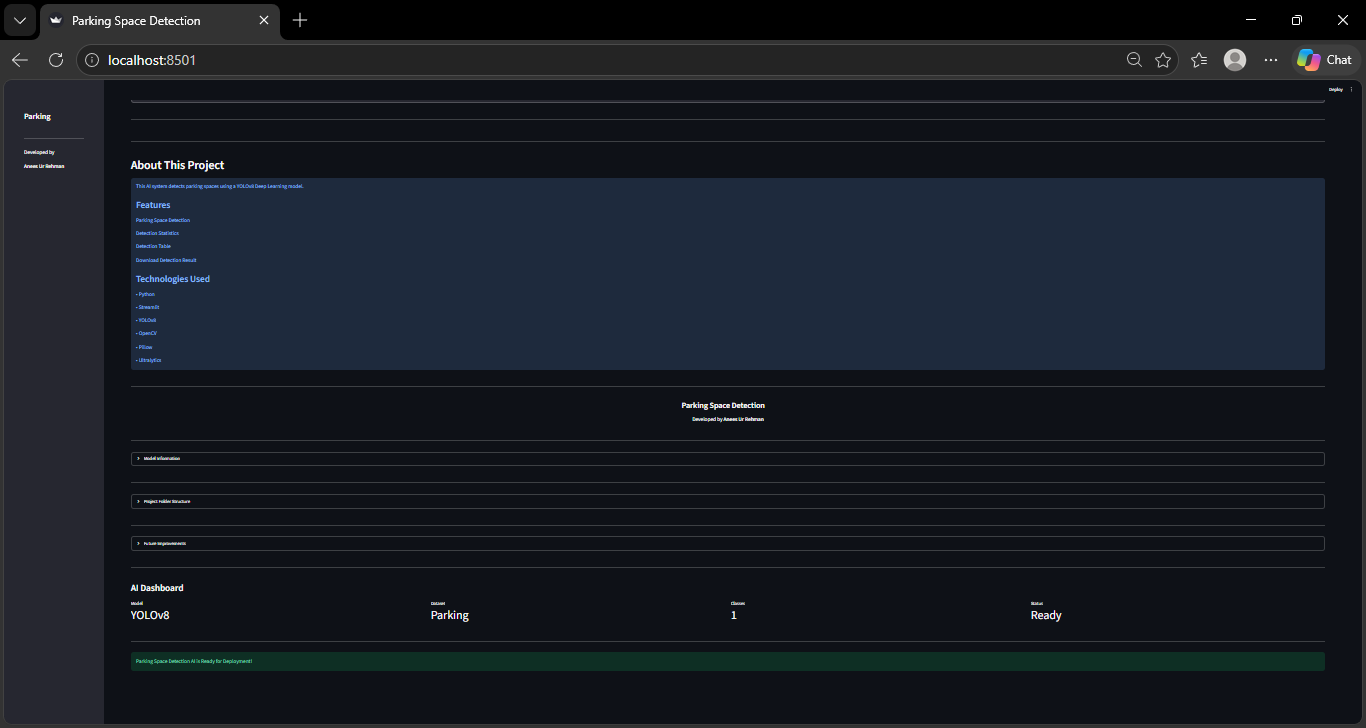 Parking Space Detection
localhost:8501
Chat
Deploy
Parking
Developed by
Anees Ur Rehman
About This Project
This AI system detects parking spaces using a YOLOv8 Deep Learning model.
Features
Parking Space Detection
Detection Statistics
Detection Table
Download Detection Result
Technologies Used
• Python
• Streamlit
• YOLOv8
• OpenCV
• Pillow
• Ultralytics
Parking Space Detection
Developed by Anees Ur Rehman
Model Information
Project Folder Structure
Future Improvements
AI Dashboard
Model
YOLOv8
Dataset
Parking
Classes
1
Status
Ready
Parking Space Detection AI is Ready for Deployment!